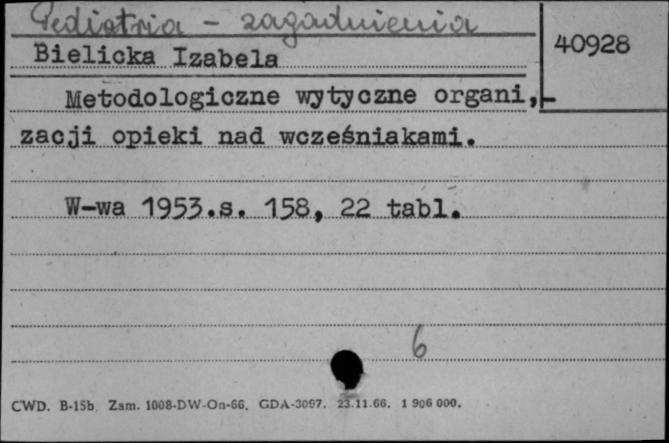 Pediatria - zagadnienia
Bielicka Izabela
40928
Metodologiczne wytyczne organi,-
zacji opieki nad wcześniakami.
W-wa 1953.s. 158, 22 tabl.
6
CWD. B-15b. Zam. 1008-DW-On-66. GDA-3097. 23.11.66. 1 906 000.